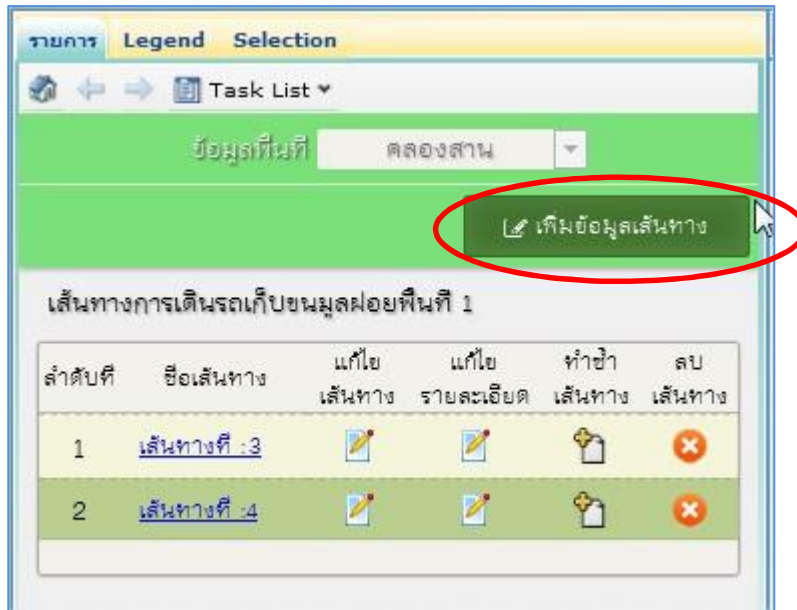 รายการ Legend Selection
Task List
ข้อมูลพื้นที่ คลองสาน
เพิ่มข้อมูลเส้นทาง
เส้นทางการเดินรถเก็บขนมูลฝอยพื้นที่ 1
ลำดับที่ ชื่อเส้นทาง แก้ไขเส้นทาง แก้ไขรายละเอียด ทำซ้ำเส้นทาง ลบเส้นทาง
1 เส้นทางที่ :3
2 เส้นทางที่ :4